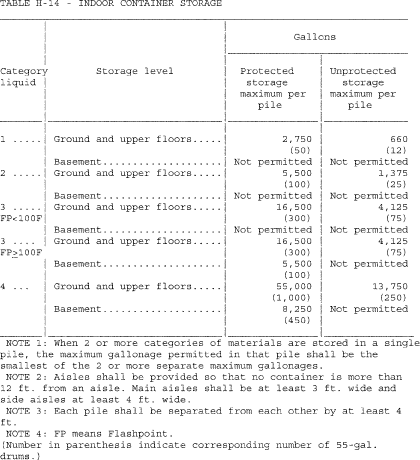 TABLE H-14 - INDOOR CONTAINER STORAGE
Gallons
Category Storage level Protected Unprotected
liquid storage storage
maximum per maximum per
pile pile
1 ..... Ground and upper floors..... 2,750 660
(50) (12)
Basement.................... Not permitted Not permitted
2 ..... Ground and upper floors..... 5,500 1,375
(100) (25)
Basement.................... Not permitted Not permitted
3 ..... Ground and upper floors..... 16,500 4,125
FP<100F (300) (75)
Basement.................... Not permitted Not permitted
3 .... Ground and upper floors..... 16,500 4,125
FP≥100F (300) (75)
Basement.................... 5,500 Not permitted
(100)
4 ... Ground and upper floors..... 55,000 13,750
(1,000) (250)
Basement.................... 8,250 Not permitted
(450)
NOTE 1: When 2 or more categories of materials are stored in a single
pile, the maximum gallonage permitted in that pile shall be the
smallest of the 2 or more separate maximum gallonages.
NOTE 2: Aisles shall be provided so that no container is more than
12 ft. from an aisle. Main aisles shall be at least 3 ft. wide and
side aisles at least 4 ft. wide.
NOTE 3: Each pile shall be separated from each other by at least 4
ft.
NOTE 4: FP means Flashpoint.
(Number in parenthesis indicate corresponding number of 55-gal.
drums.)